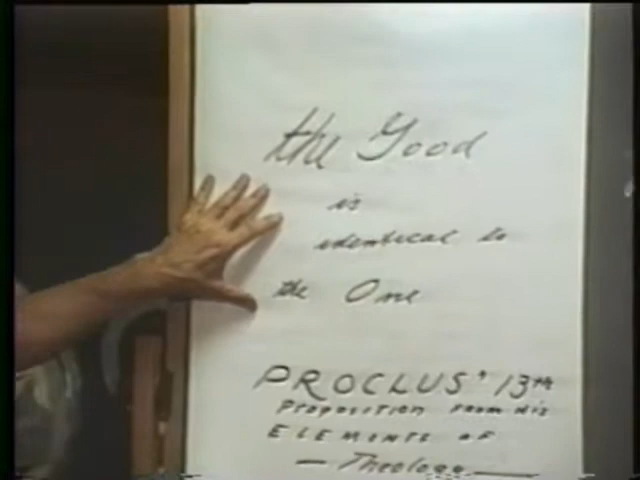 the Good
is
identical to
the One
PROCLUS' 13th
Proposition from his
ELEMENTS OF
— Theology —